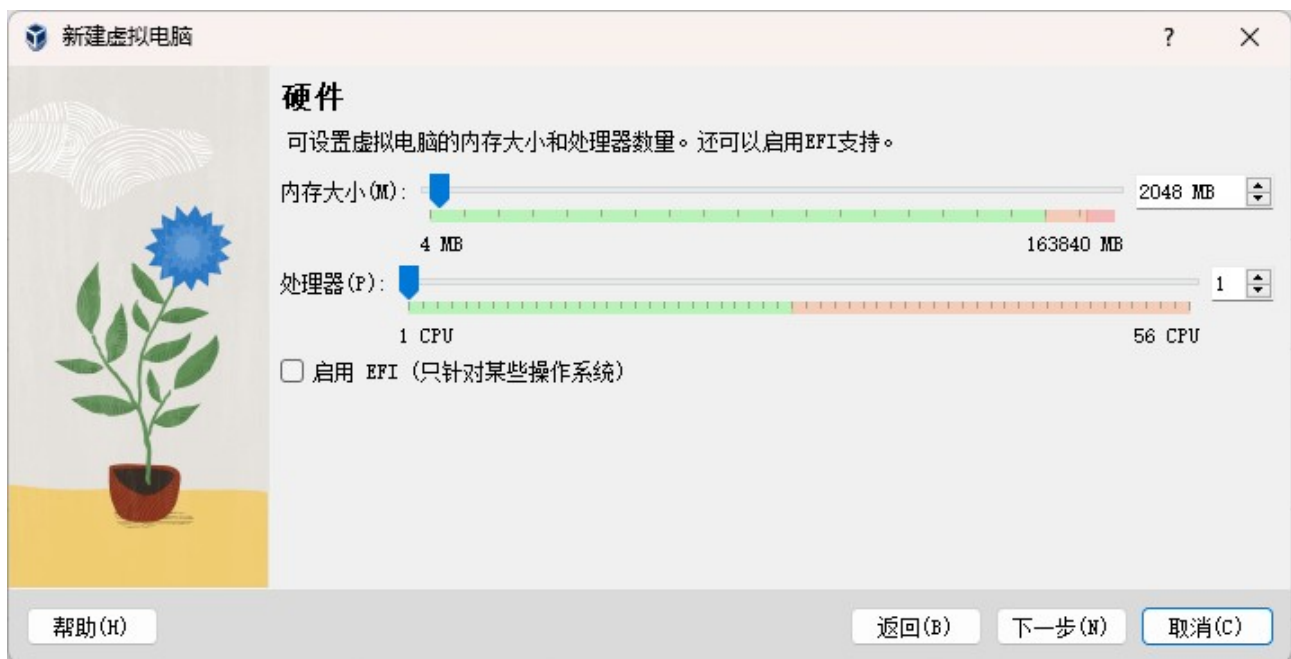 新建虚拟电脑
?
硬件
可设置虚拟电脑的内存大小和处理器数量。还可以启用EFI支持。
内存大小(M): 2048 MB
4 MB 163840 MB
处理器(P): 1
1 CPU 56 CPU
启用 EFI (只针对某些操作系统)
帮助(H) 返回(B) 下一步(N) 取消(C)